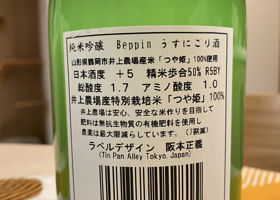 純米吟醸 Beppin うすにごり酒
山形県鶴岡市井上農場産米「つや姫」100%使用
日本酒度 +5 精米歩合50% R5BY
総酸度 1.7 アミノ酸度 1.0
井上農場産特別栽培米「つや姫」100%使用
井上農場は安心、安全な米作りを目指して
肥料は無抗生物質の有機肥料を使用し
農薬は最大限減らしています。(7割減)
ラベルデザイン 阪本正義
(Tin Pan Alley Tokyo, Japan)